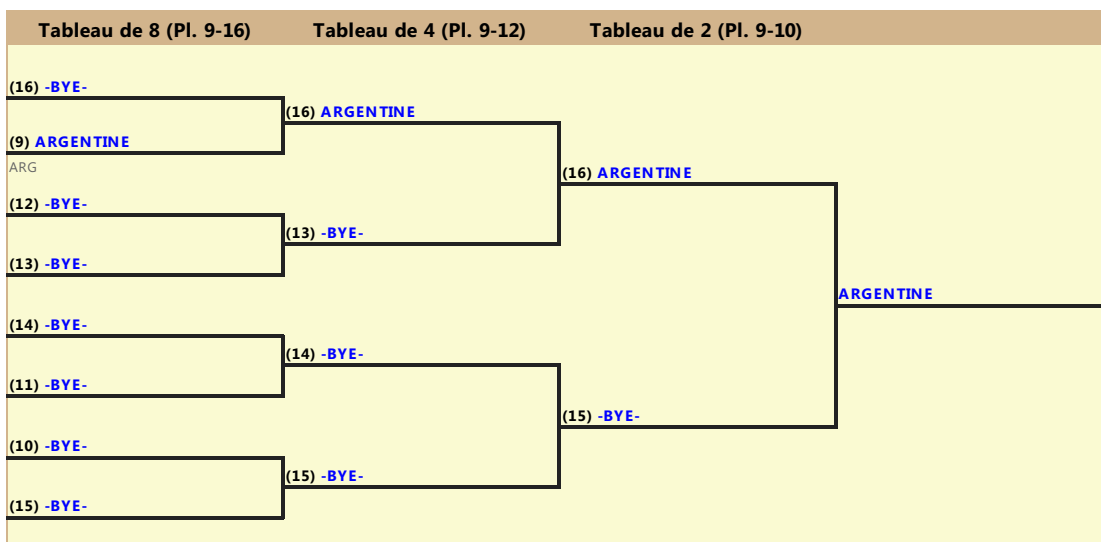 Tableau de 8 (Pl. 9-16) Tableau de 4 (Pl. 9-12) Tableau de 2 (Pl. 9-10)
(16) -BYE-
(16) ARGENTINE
(9) ARGENTINE
ARG
(16) ARGENTINE
(12) -BYE-
(13) -BYE-
(13) -BYE-
ARGENTINE
(14) -BYE-
(14) -BYE-
(11) -BYE-
(15) -BYE-
(10) -BYE-
(15) -BYE-
(15) -BYE-